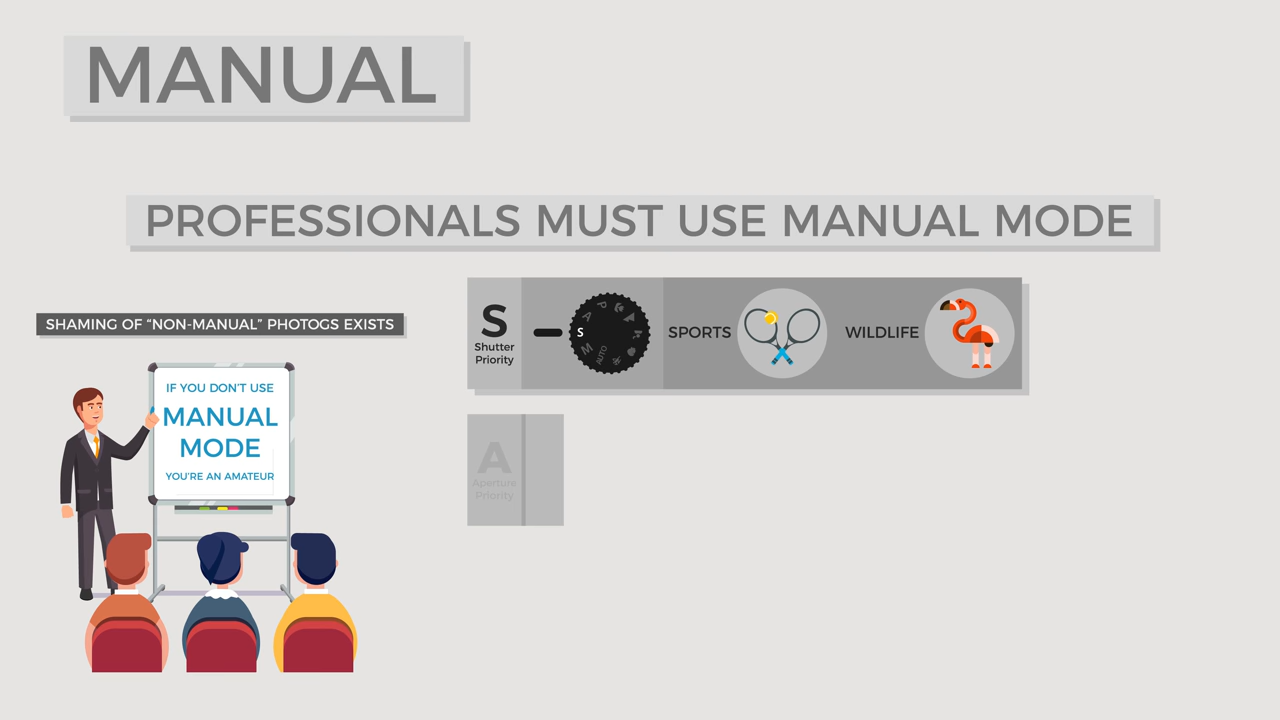 MANUAL
PROFESSIONALS MUST USE MANUAL MODE
SHAMING OF “NON-MANUAL” PHOTOGS EXISTS
IF YOU DON'T USE
MANUAL
MODE
YOU'RE AN AMATEUR
S
Shutter
Priority
P
A
S
M
AUTO
SPORTS
WILDLIFE
A
Aperture
Priority